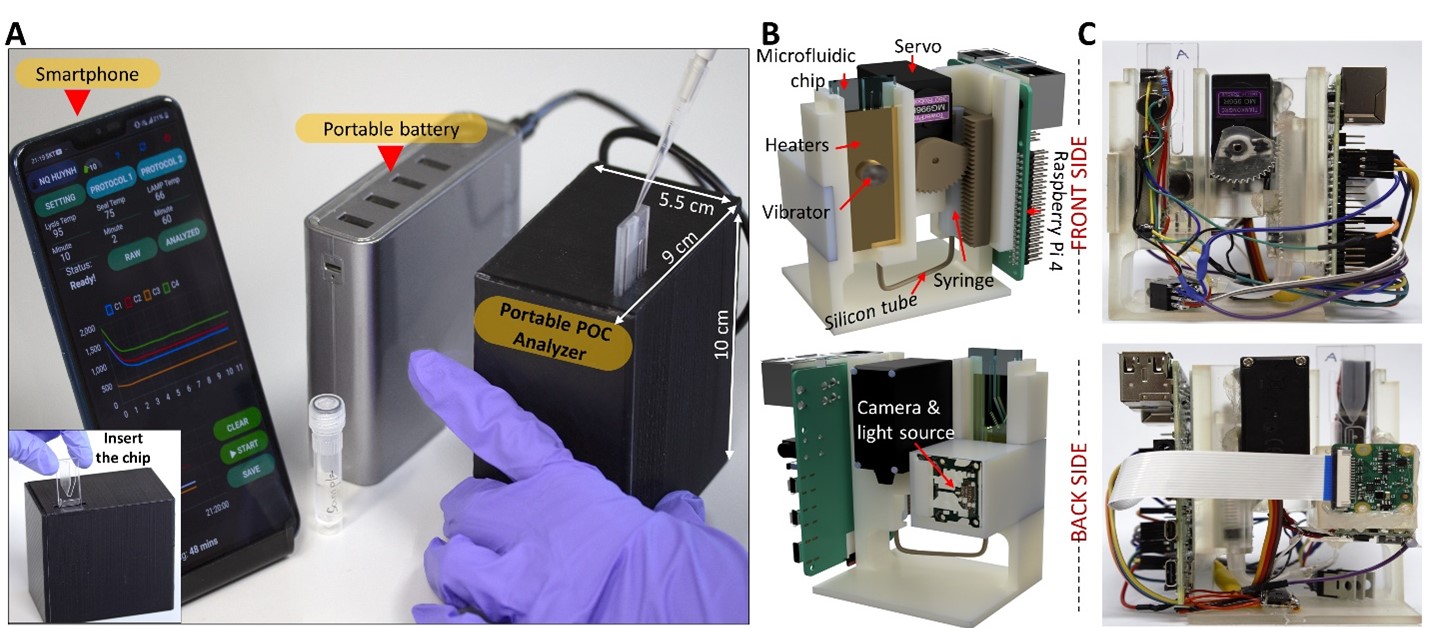 A
Smartphone
Portable battery
5.5 cm
9 cm
10 cm
Portable POC
Analyzer
Insert
the chip
21:19 SKT
NQ HUYNH
10
PROTOCOL 1
PROTOCOL 2
SETTING
Lysis Temp
95
Seal Temp
75
LAMP Temp
66
Minute
10
Minute
2
Minute
60
RAW
ANALYZED
Status:
Ready!
C1
C2
C3
C4
2,000
1,500
1,000
500
0
0 1 2 3 4 5 6 7 8 9 10 11
CLEAR
START
SAVE
21:20:00
g: 48 mins
B
Microfluidic
chip
Servo
Heaters
Vibrator
Silicon tube
Syringe
Raspberry Pi 4
Camera &
light source
C
FRONT SIDE
BACK SIDE
A
A